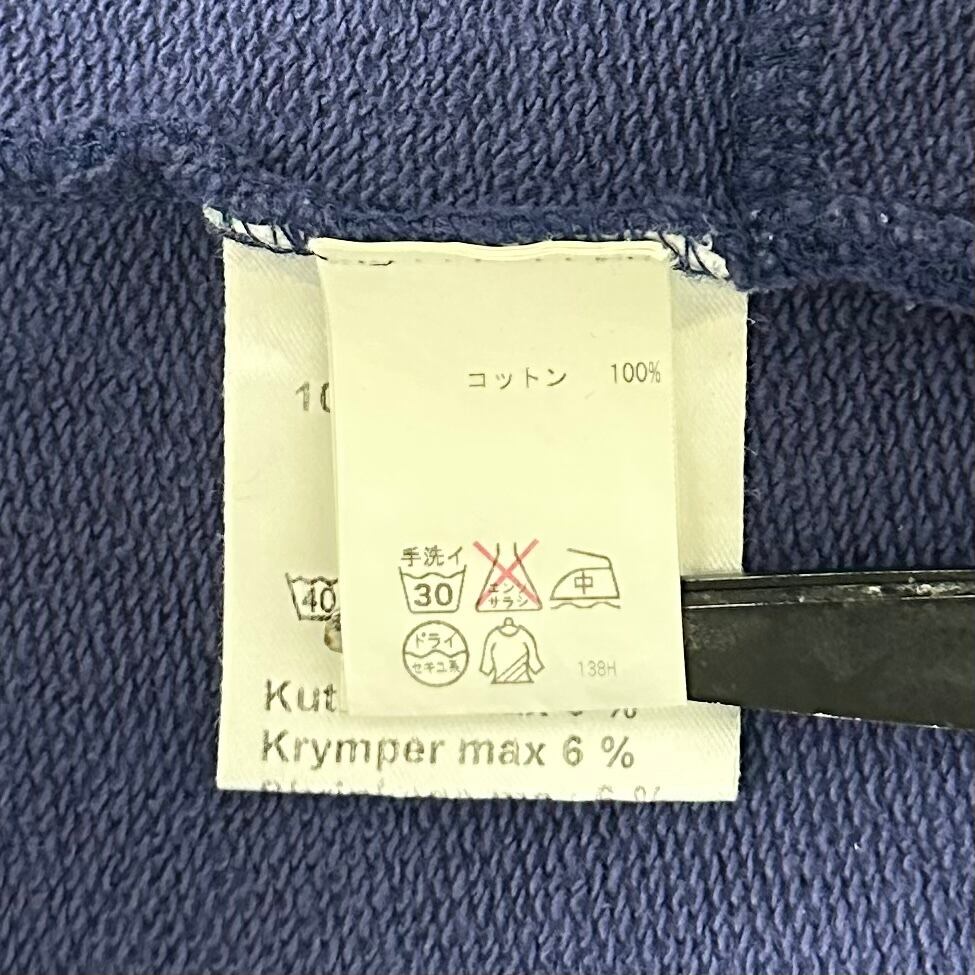 コットン 100%
手洗イ
40
30
エンソ
サラシ
中
ドライ
セキユ系
138H
Krymper max 6 %